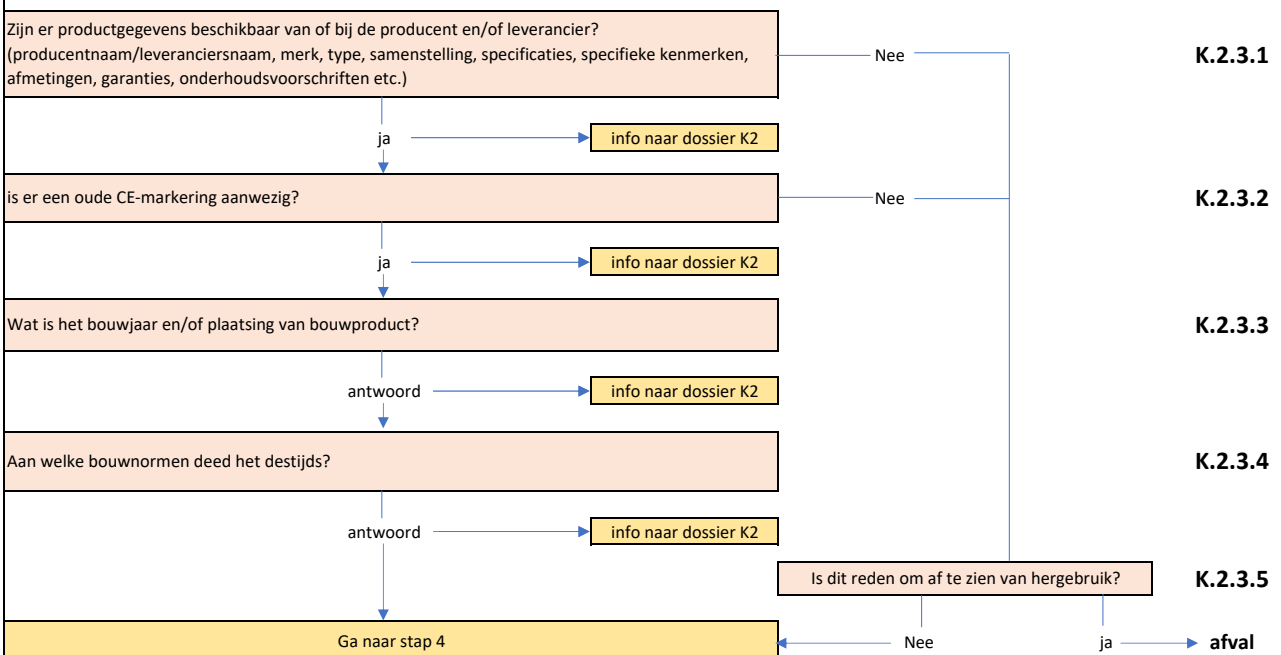 Zijn er productgegevens beschikbaar van of bij de producent en/of leverancier?
(producentnaam/leveranciersnaam, merk, type, samenstelling, specificaties, specifieke kenmerken,
afmetingen, garanties, onderhoudsvoorschriften etc.)
Nee
K.2.3.1
ja
info naar dossier K2
is er een oude CE-markering aanwezig?
Nee
K.2.3.2
ja
info naar dossier K2
Wat is het bouwjaar en/of plaatsing van bouwproduct?
K.2.3.3
antwoord
info naar dossier K2
Aan welke bouwnormen deed het destijds?
K.2.3.4
antwoord
info naar dossier K2
Is dit reden om af te zien van hergebruik?
K.2.3.5
Ga naar stap 4
Nee
ja
afval